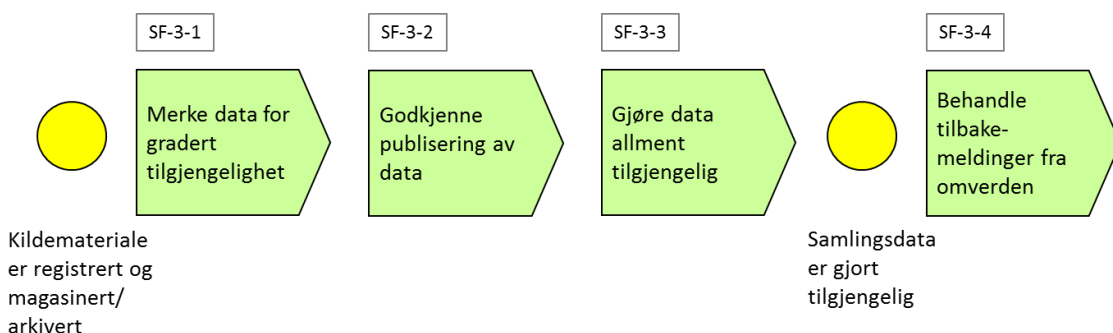 SF-3-1
SF-3-2
SF-3-3
SF-3-4
Merke data for
gradert
tilgjengelighet
Godkjenne
publisering av
data
Gjøre data
allment
tilgjengelig
Behandle
tilbake-
meldinger fra
omverden
Kildemateriale
er registrert og
magasinert/
arkivert
Samlingsdata
er gjort
tilgjengelig